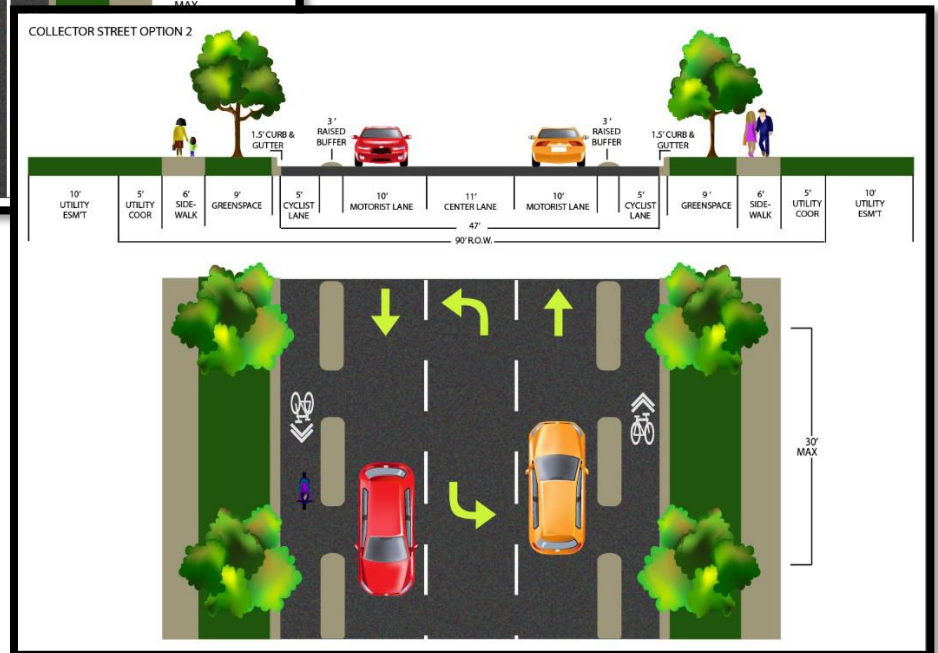 MAX
COLLECTOR STREET OPTION 2
1.5' CURB &
GUTTER
3'
RAISED
BUFFER
3'
RAISED
BUFFER
1.5' CURB &
GUTTER
10'
UTILITY
ESM'T
5'
UTILITY
COOR
6'
SIDE-
WALK
9'
GREENSPACE
5'
CYCLIST
LANE
10'
MOTORIST LANE
11'
CENTER LANE
10'
MOTORIST LANE
5'
CYCLIST
LANE
9'
GREENSPACE
6'
SIDE-
WALK
5'
UTILITY
COOR
10'
UTILITY
ESM'T
47'
90' R.O.W.
30'
MAX